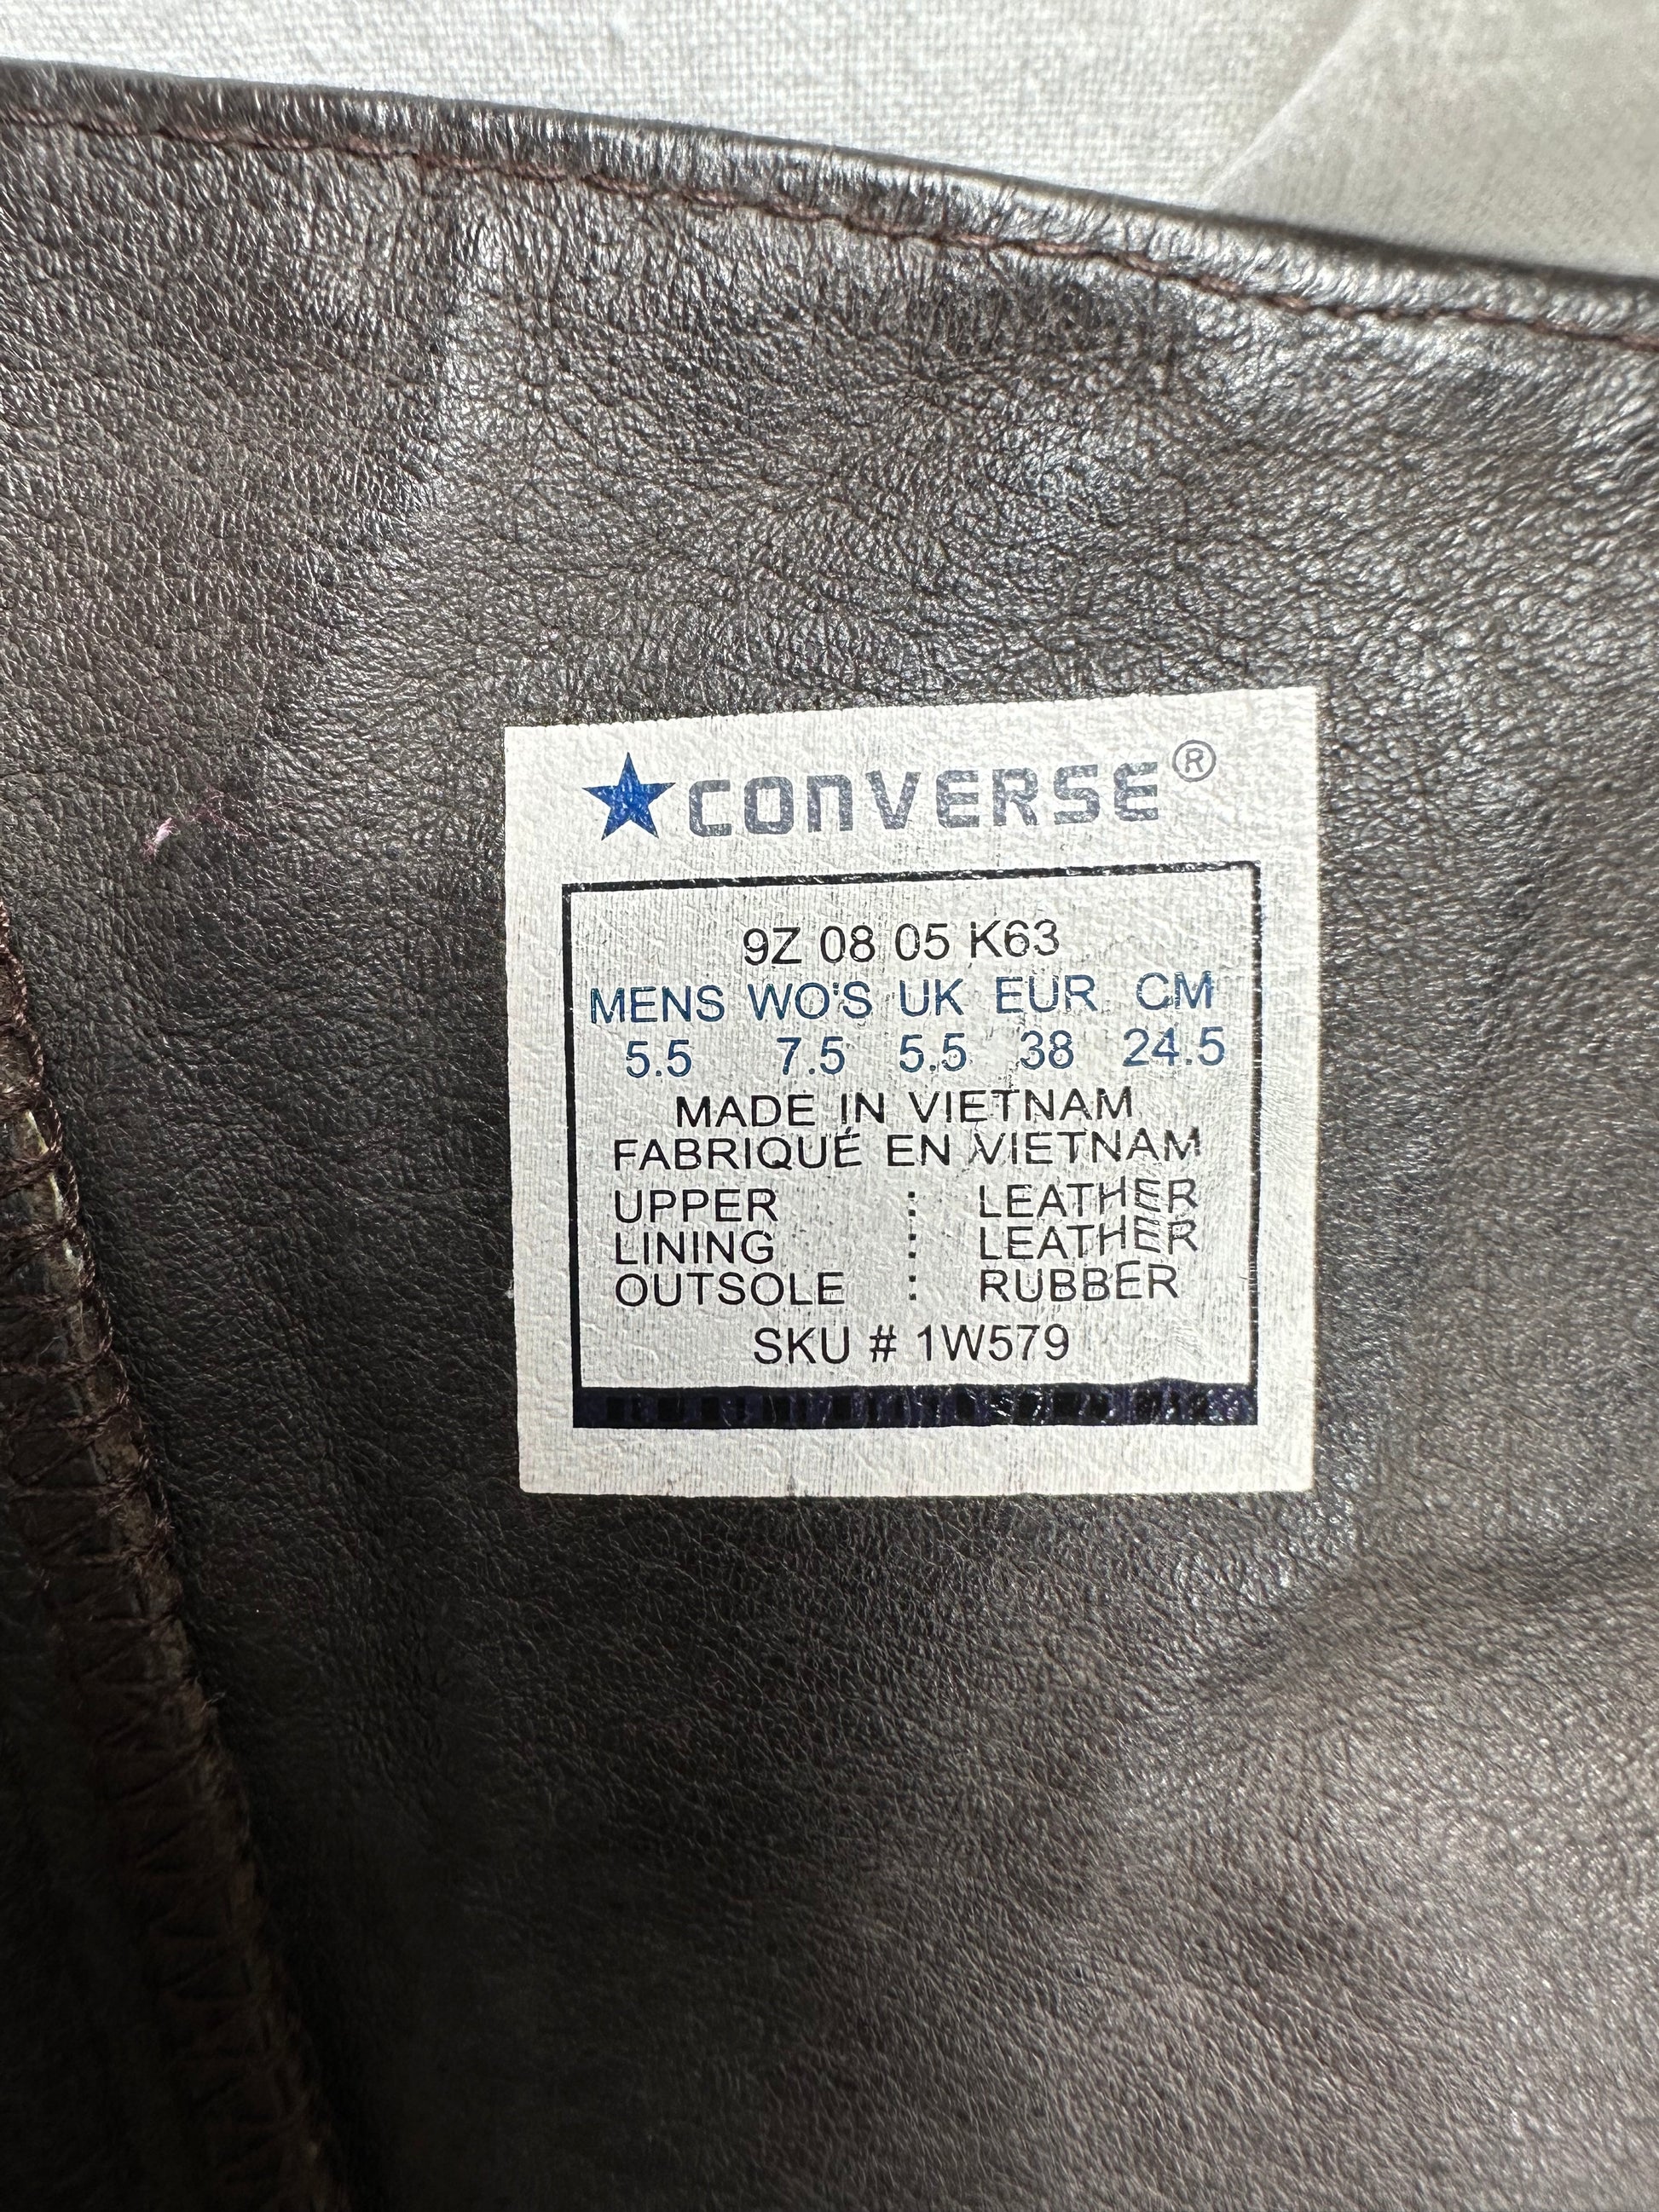 CONVERSE®
9Z 08 05 K63
MENS WO'S UK EUR CM
5.5 7.5 5.5 38 24.5
MADE IN VIETNAM
FABRIQUÉ EN VIETNAM
UPPER : LEATHER
LINING : LEATHER
OUTSOLE : RUBBER
SKU # 1W579